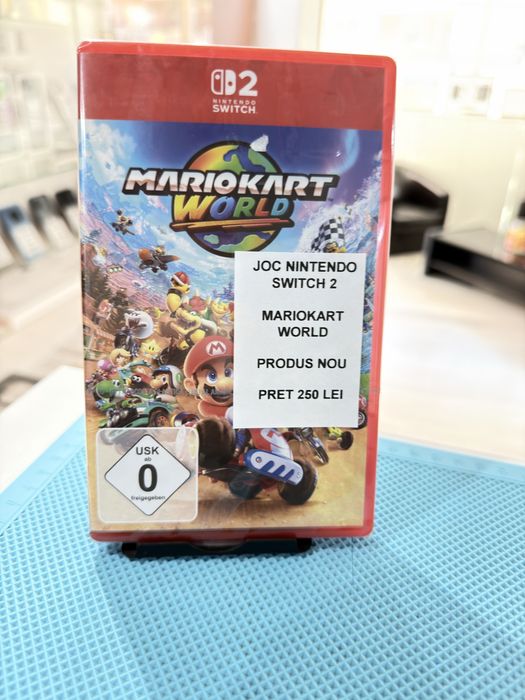 2
NINTENDO
SWITCH
MARIOKART
WORLD
JOC NINTENDO
SWITCH 2
MARIOKART
WORLD
PRODUS NOU
PRET 250 LEI
USK
ab
0
freigegeben